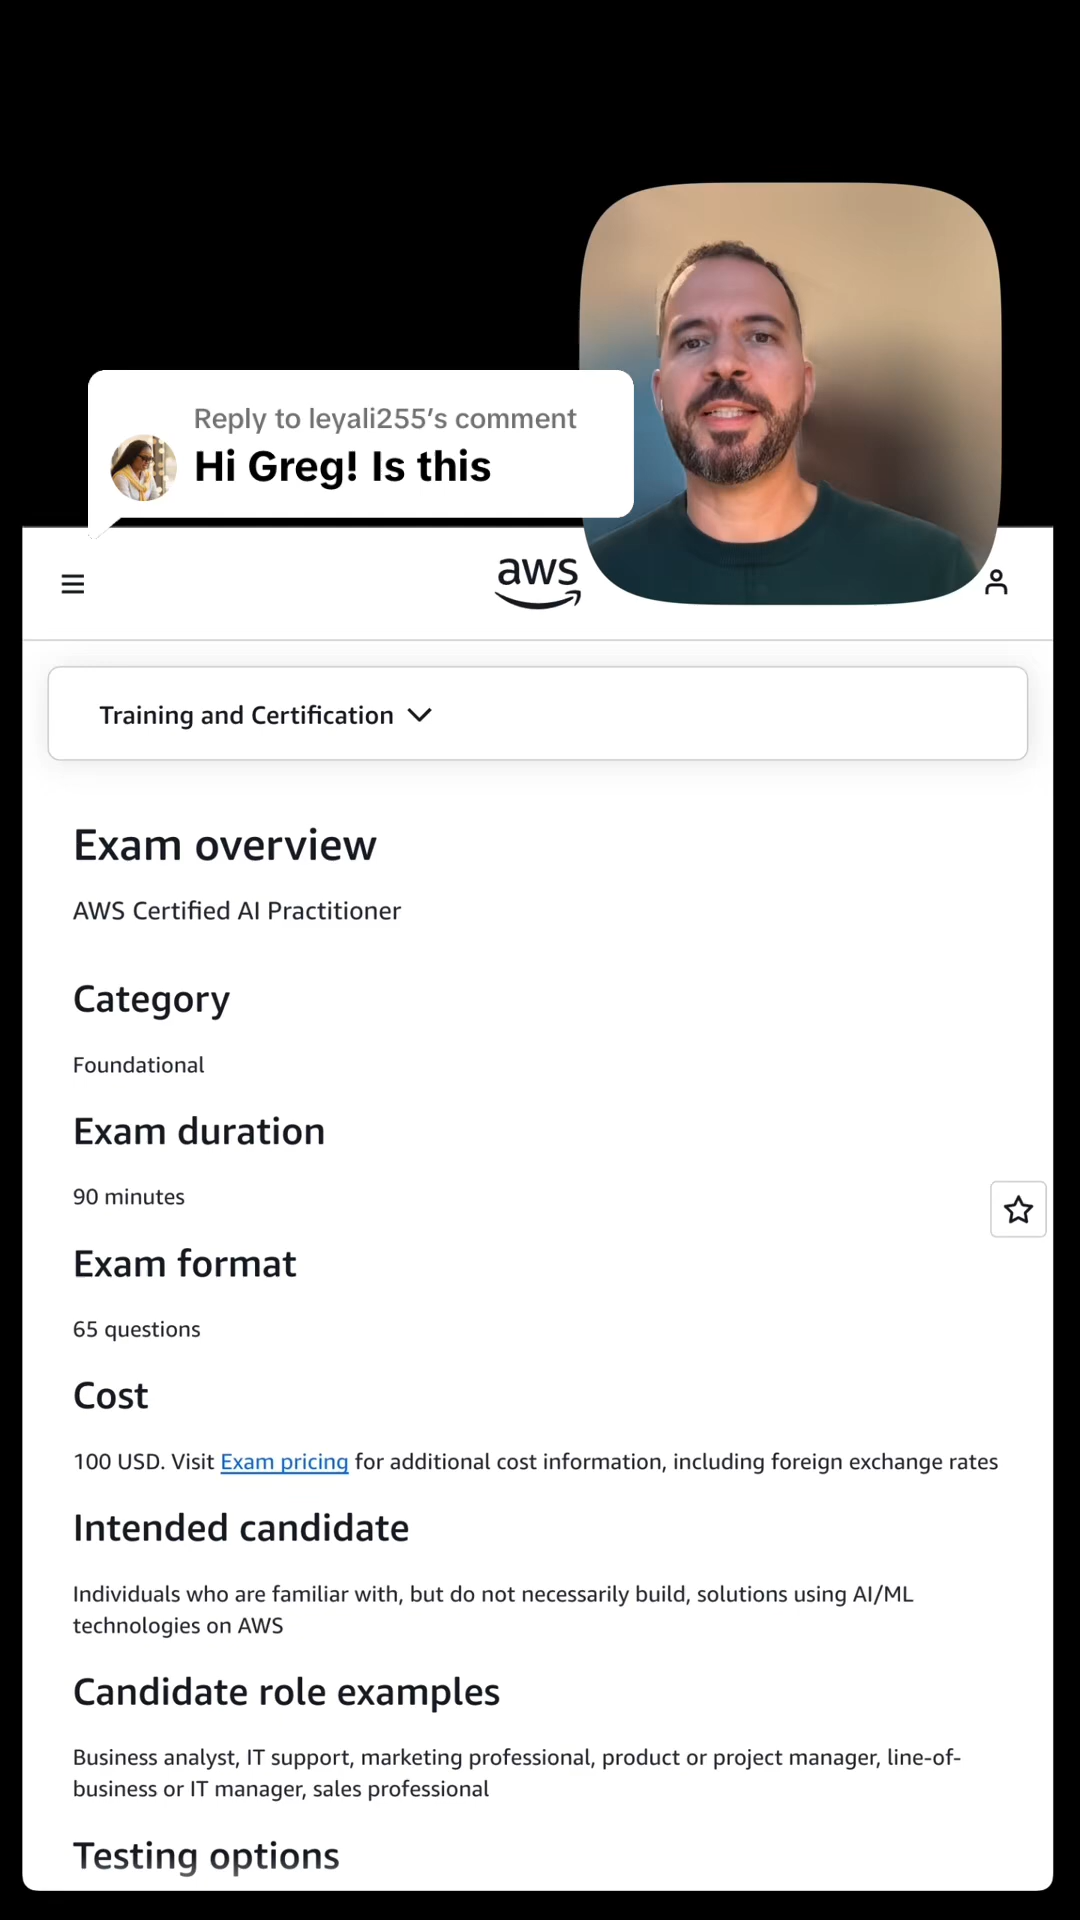 Reply to leyali255's comment
Hi Greg! Is this
aws
Training and Certification
Exam overview
AWS Certified AI Practitioner
Category
Foundational
Exam duration
90 minutes
Exam format
65 questions
Cost
100 USD. Visit Exam pricing for additional cost information, including foreign exchange rates
Intended candidate
Individuals who are familiar with, but do not necessarily build, solutions using AI/ML
technologies on AWS
Candidate role examples
Business analyst, IT support, marketing professional, product or project manager, line-of-
business or IT manager, sales professional
Testing options